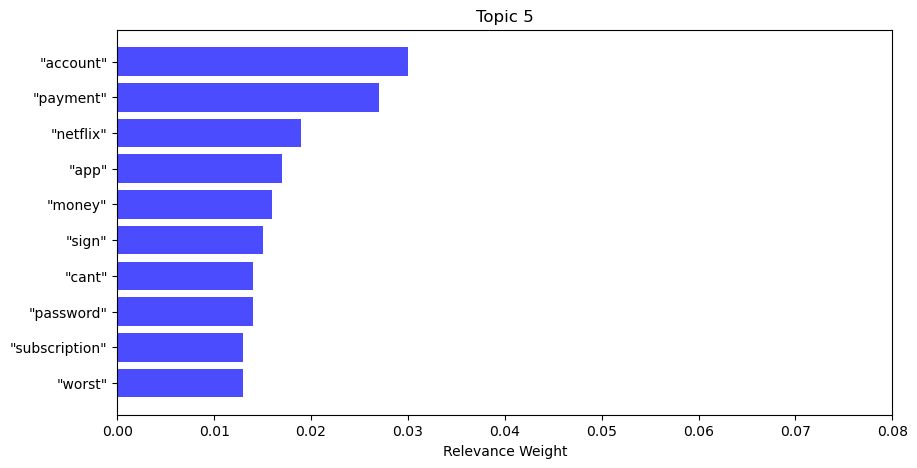 Topic 5
"account"
"payment"
"netflix"
"app"
"money"
"sign"
"cant"
"password"
"subscription"
"worst"
0.00 0.01 0.02 0.03 0.04 0.05 0.06 0.07 0.08
Relevance Weight